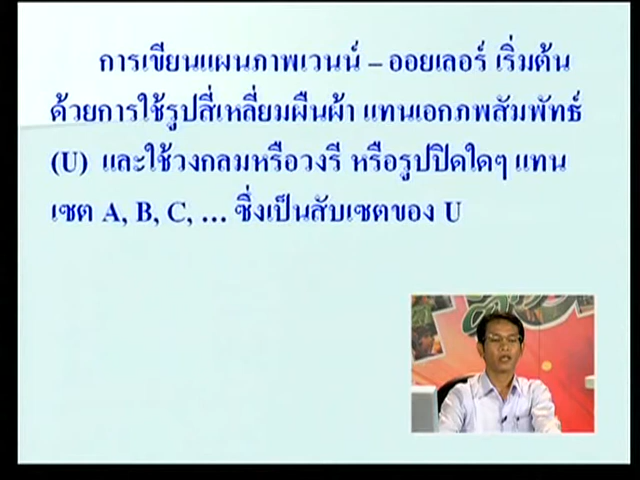 การเขียนแผนภาพเวนน์ – ออยเลอร์ เริ่มต้น
ด้วยการใช้รูปสี่เหลี่ยมผืนผ้า แทนเอกภพสัมพัทธ์
(U) และใช้วงกลมหรือวงรี หรือรูปปิดใดๆ แทน
เซต A, B, C, ... ซึ่งเป็นสับเซตของ U